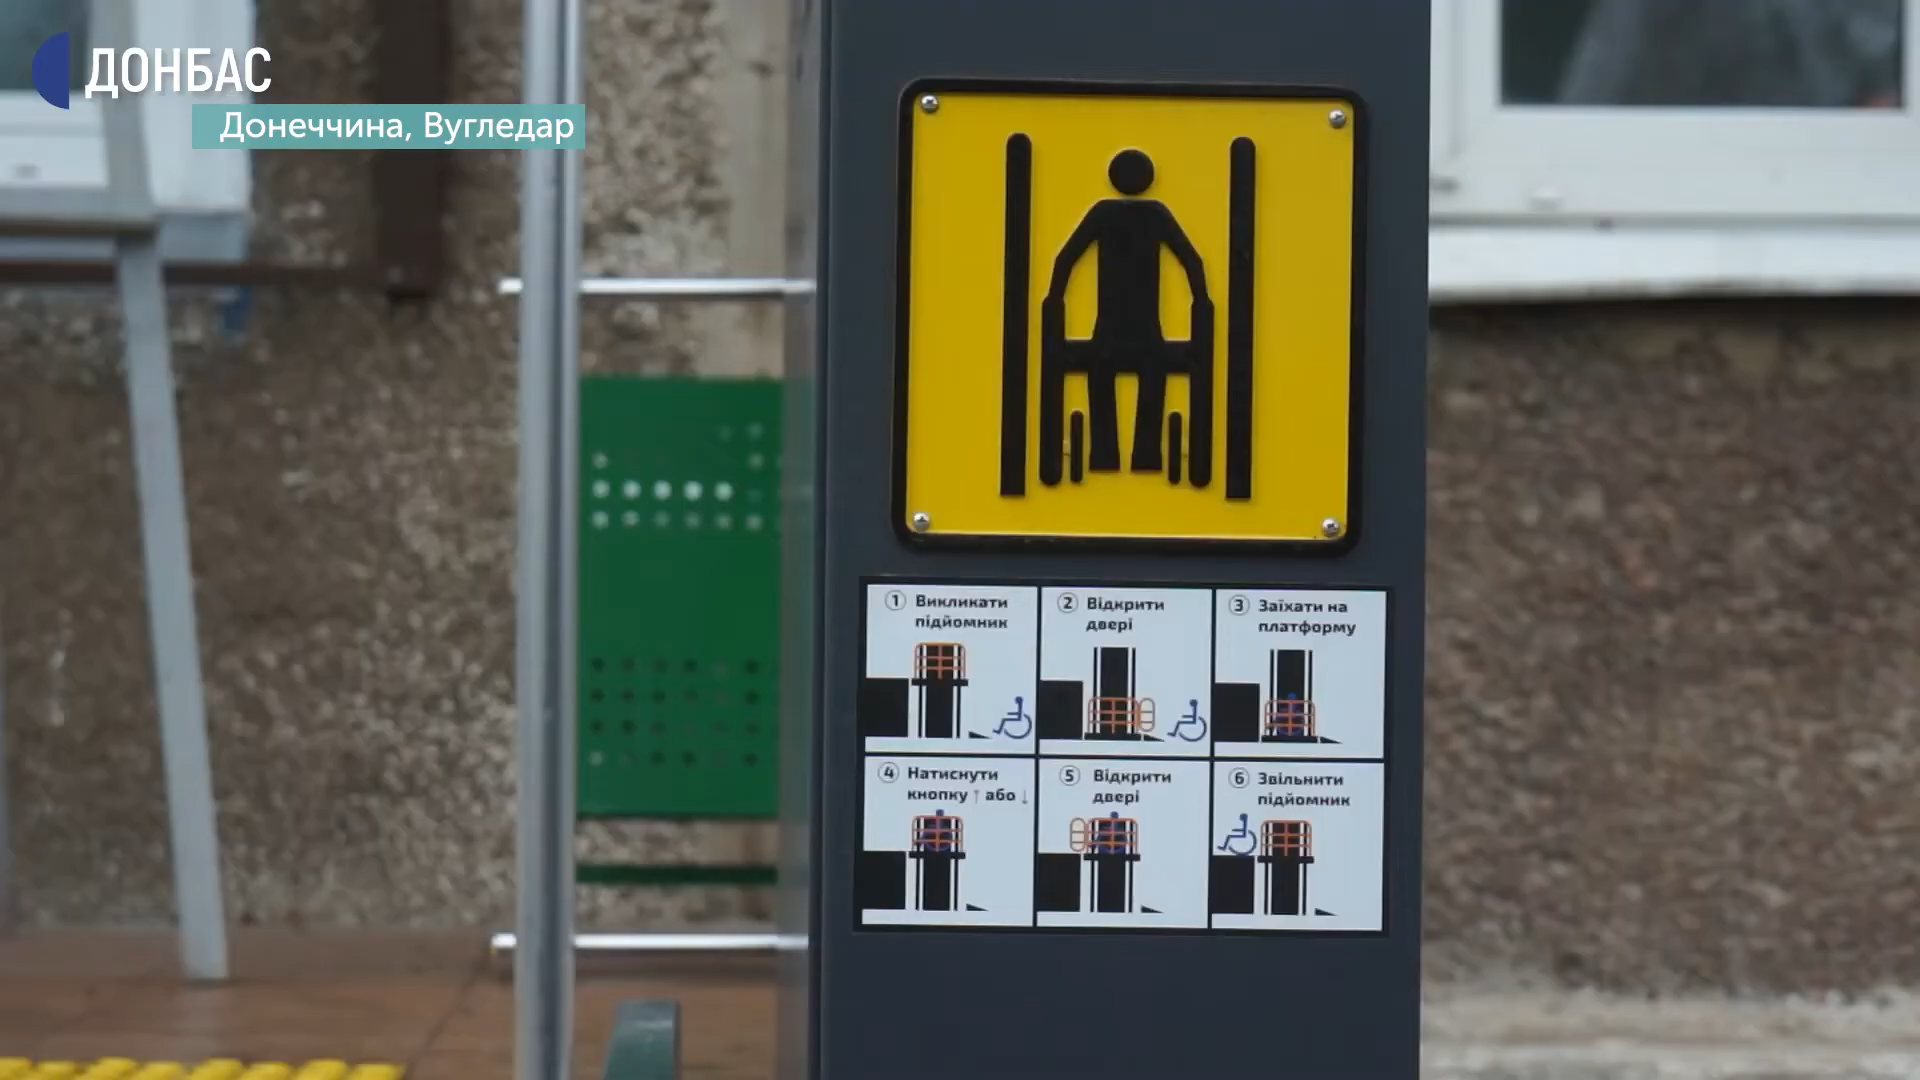 ДОНБАС
Донеччина, Вугледар
1 Викликати
підйомник
2 Відкрити
двері
3 Заїхати на
платформу
4 Натиснути
кнопку ↑ або ↓
5 Відкрити
двері
6 Звільнити
підйомник